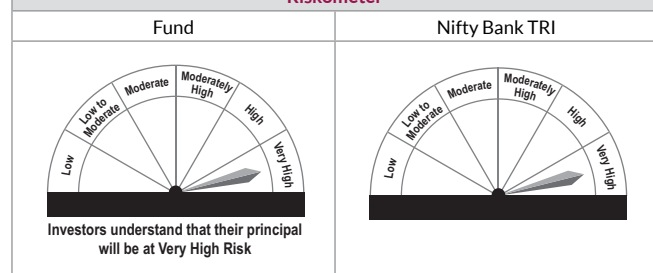 Riskometer
Fund
Nifty Bank TRI
Low
Low to
Moderate
Moderate
Moderately
High
High
Very High
Investors understand that their principal
will be at Very High Risk
Low
Low to
Moderate
Moderate
Moderately
High
High
Very High